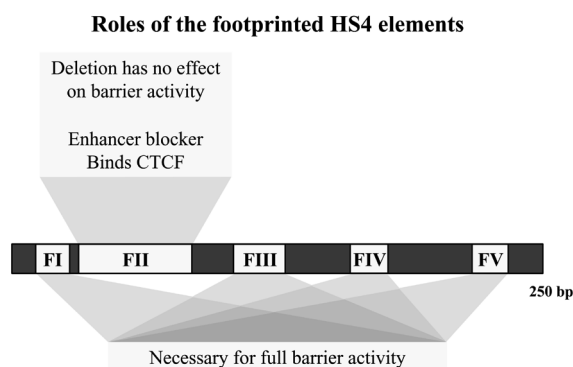 Roles of the footprinted HS4 elements
Deletion has no effect
on barrier activity
Enhancer blocker
Binds CTCF
FI FII FIII FIV FV
250 bp
Necessary for full barrier activity